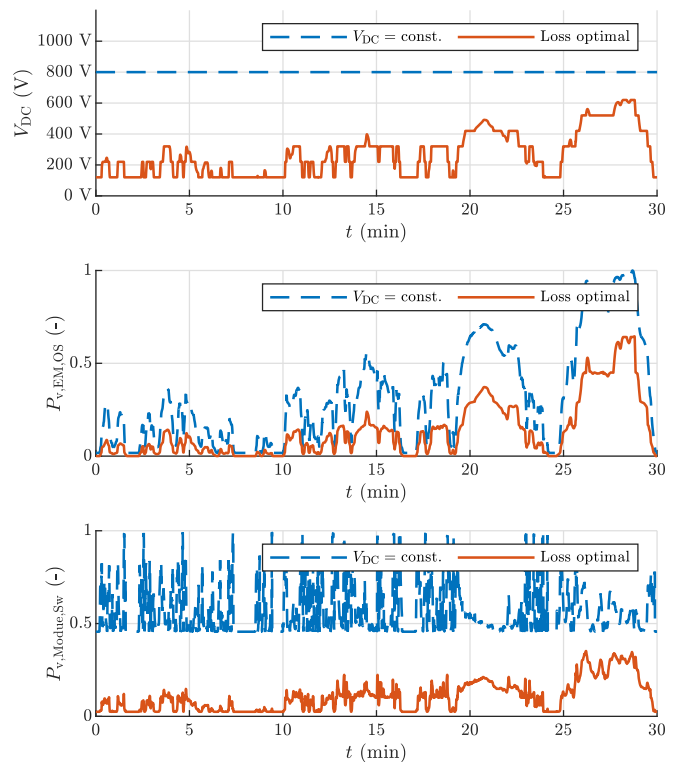 V_DC = const. Loss optimal
1000 V
800 V
600 V
400 V
200 V
0 V
V_DC (V)
0 5 10 15 20 25 30
t (min)
V_DC = const. Loss optimal
1
0.5
0
P_v,EM,OS (-)
0 5 10 15 20 25 30
t (min)
V_DC = const. Loss optimal
1
0.5
0
P_v,Modue,Sw (-)
0 5 10 15 20 25 30
t (min)